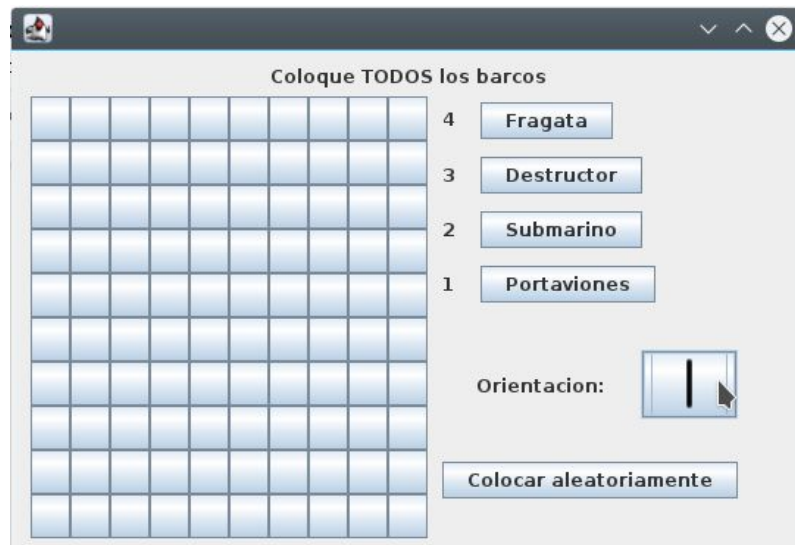 Coloque TODOS los barcos
4 Fragata
3 Destructor
2 Submarino
1 Portaviones
Orientacion:
Colocar aleatoriamente